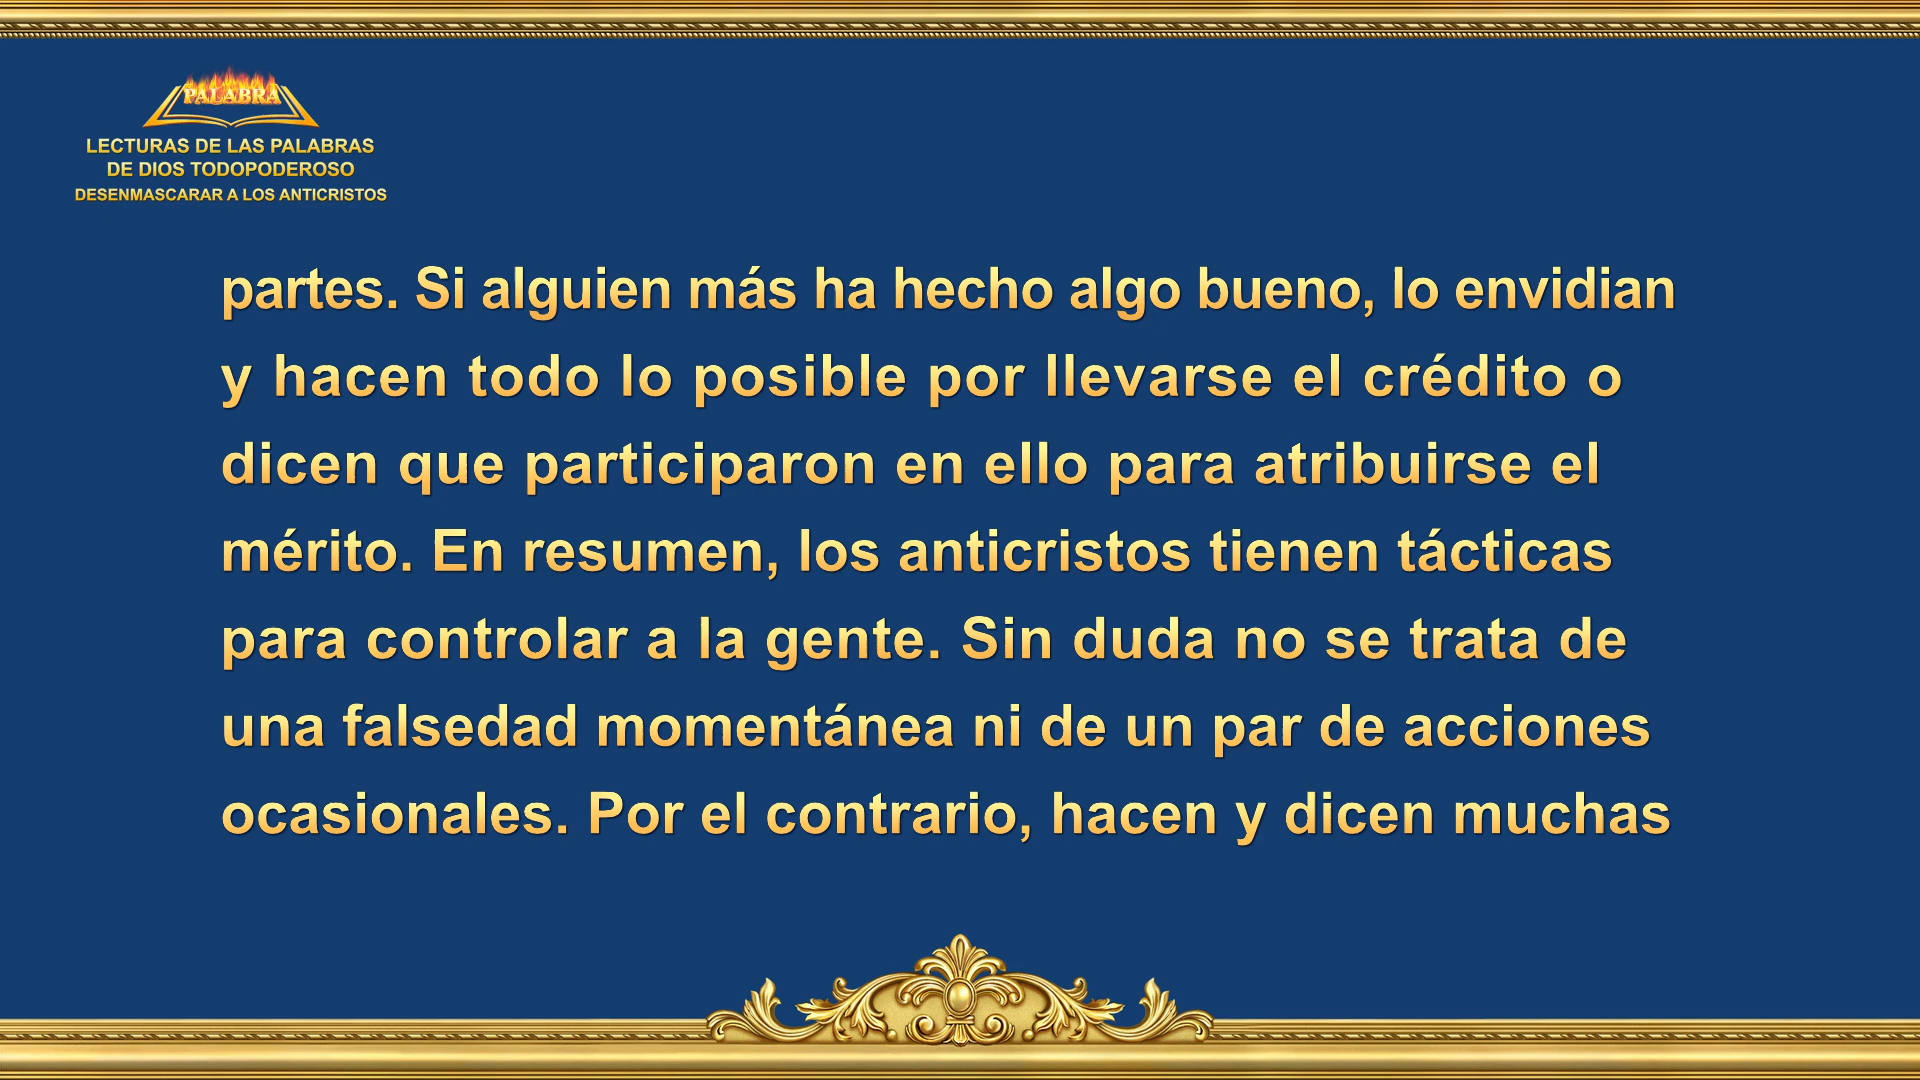 PALABRA
LECTURAS DE LAS PALABRAS
DE DIOS TODOPODEROSO
DESENMASCARAR A LOS ANTICRISTOS
partes. Si alguien más ha hecho algo bueno, lo envidian
y hacen todo lo posible por llevarse el crédito o
dicen que participaron en ello para atribuirse el
mérito. En resumen, los anticristos tienen tácticas
para controlar a la gente. Sin duda no se trata de
una falsedad momentánea ni de un par de acciones
ocasionales. Por el contrario, hacen y dicen muchas